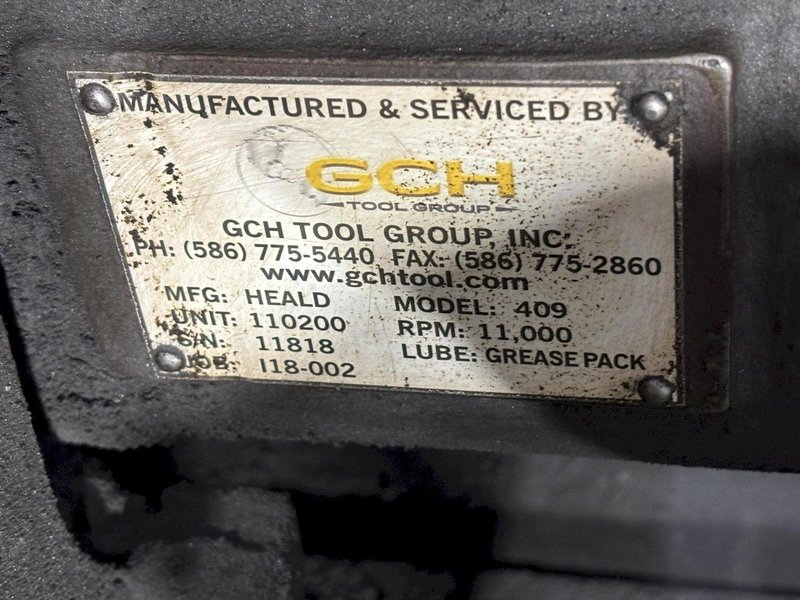 MANUFACTURED & SERVICED BY
GCH
TOOL GROUP
GCH TOOL GROUP, INC.
PH: (586) 775-5440 FAX: (586) 775-2860
www.gchtool.com
MFG: HEALD MODEL: 409
UNIT: 110200 RPM: 11,000
S/N: 11818 LUBE: GREASE PACK
JOB: I18-002